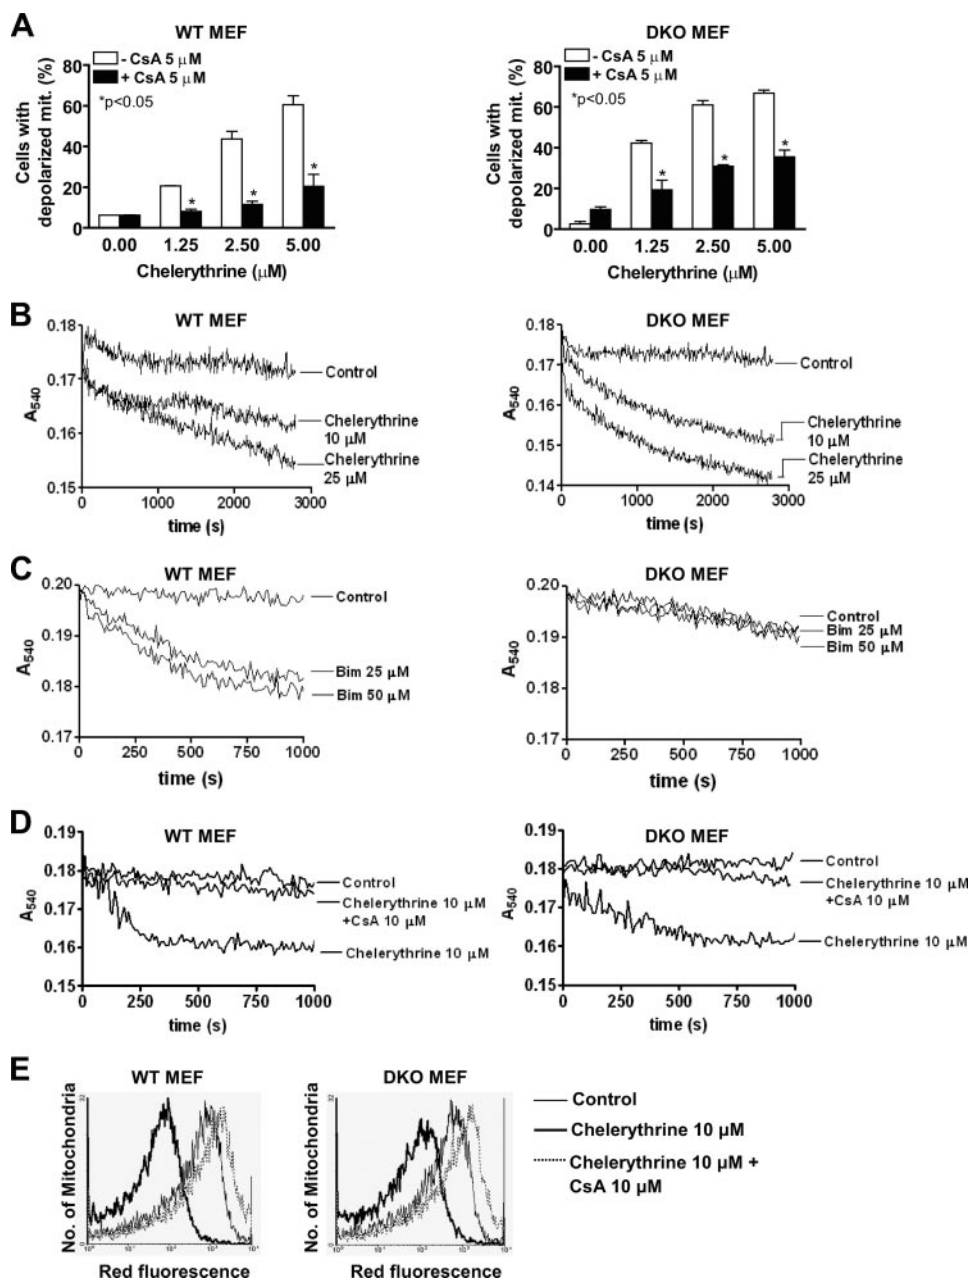 A
WT MEF
- CsA 5 μM
+ CsA 5 μM
*p<0.05
Cells with
depolarized mit. (%)
80
60
40
20
0
*
*
*
0.00 1.25 2.50 5.00
Chelerythrine (μM)
DKO MEF
- CsA 5 μM
+ CsA 5 μM
*p<0.05
Cells with
depolarized mit. (%)
80
60
40
20
0
*
*
*
0.00 1.25 2.50 5.00
Chelerythrine (μM)
B
WT MEF
A540
0.18
0.17
0.16
0.15
Control
Chelerythrine
10 μM
Chelerythrine
25 μM
0 1000 2000 3000
time (s)
DKO MEF
A540
0.18
0.17
0.16
0.15
0.14
Control
Chelerythrine
10 μM
Chelerythrine
25 μM
0 1000 2000 3000
time (s)
C
WT MEF
A540
0.20
0.19
0.18
0.17
Control
Bim 25 μM
Bim 50 μM
0 250 500 750 1000
time (s)
DKO MEF
A540
0.20
0.19
0.18
0.17
Control
Bim 25 μM
Bim 50 μM
0 250 500 750 1000
time (s)
D
WT MEF
A540
0.19
0.18
0.17
0.16
0.15
Control
Chelerythrine 10 μM
+CsA 10 μM
Chelerythrine 10 μM
0 250 500 750 1000
time (s)
DKO MEF
A540
0.19
0.18
0.17
0.16
0.15
Control
Chelerythrine 10 μM
+CsA 10 μM
Chelerythrine 10 μM
0 250 500 750 1000
time (s)
E
WT MEF
No. of Mitochondria
Red fluorescence
DKO MEF
No. of Mitochondria
Red fluorescence
Control
Chelerythrine 10 μM
Chelerythrine 10 μM +
CsA 10 μM